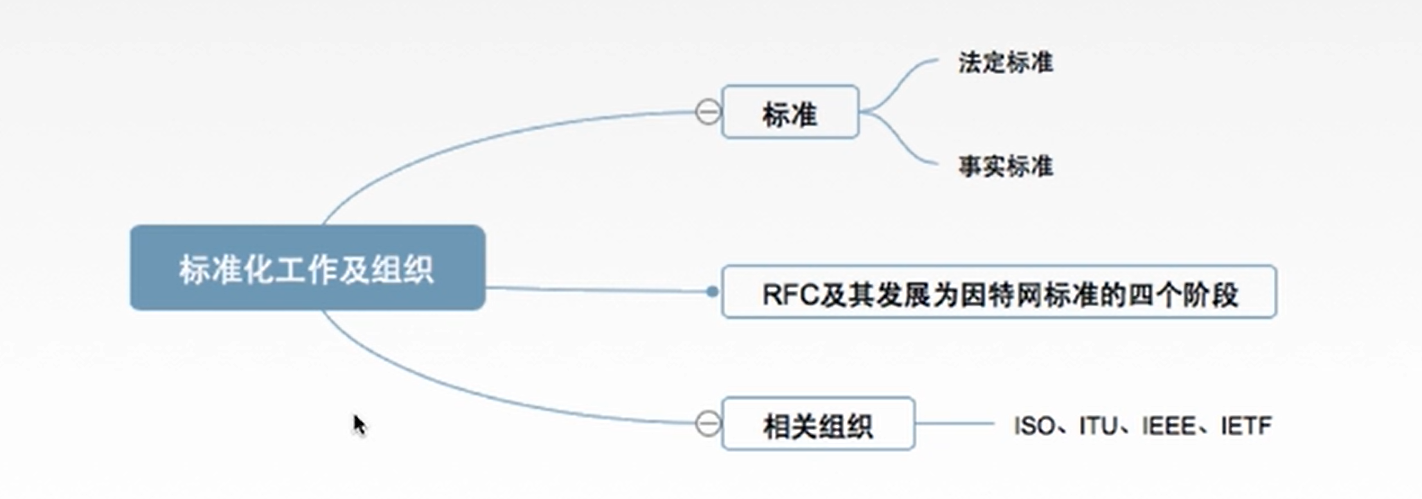 法定标准
标准
事实标准
标准化工作及组织
RFC及其发展为因特网标准的四个阶段
相关组织
ISO、ITU、IEEE、IETF